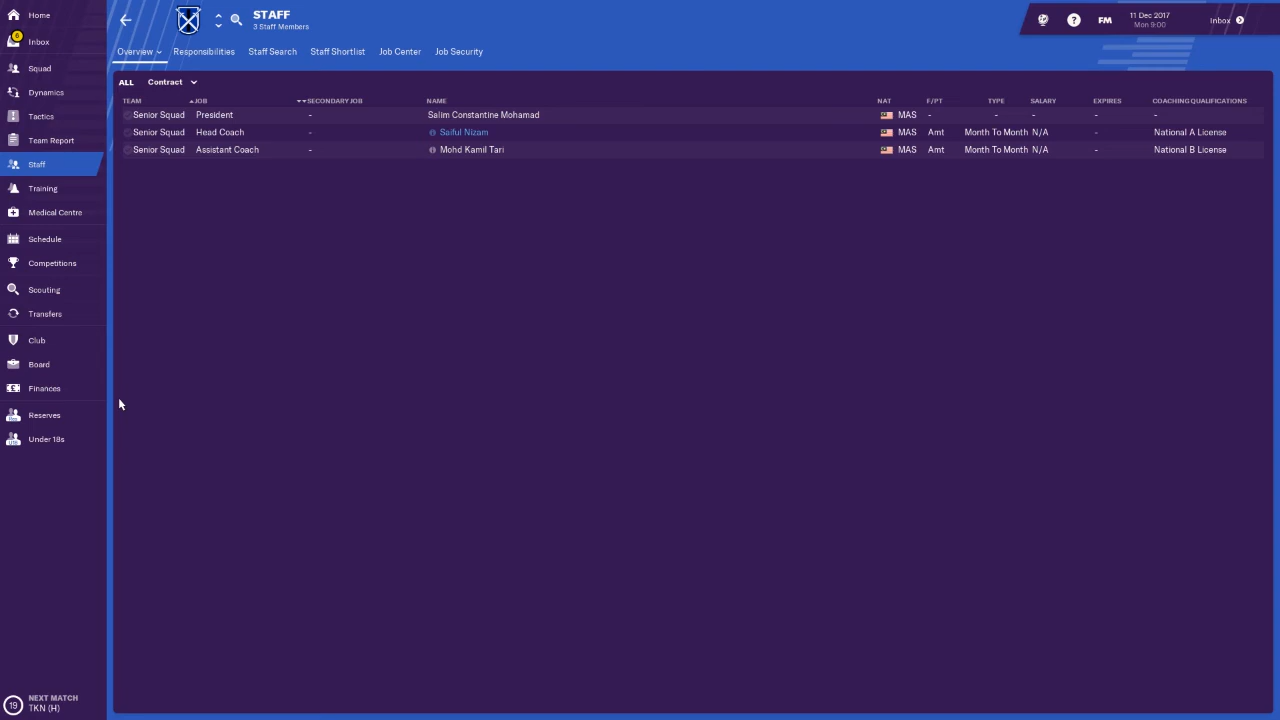 Home
6
Inbox
Squad
Dynamics
Tactics
Team Report
Staff
Training
Medical Centre
Schedule
Competitions
Scouting
Transfers
Club
Board
Finances
Reserves
Under 18s
19 NEXT MATCH
TKN (H)
STAFF
3 Staff Members
? FM 11 Dec 2017 Inbox
Mon 9:00
Overview Responsibilities Staff Search Staff Shortlist Job Center Job Security
ALL Contract
TEAM JOB SECONDARY JOB NAME NAT F/PT TYPE SALARY EXPIRES COACHING QUALIFICATIONS
Senior Squad President - Salim Constantine Mohamad MAS - - - - -
Senior Squad Head Coach - Saiful Nizam MAS Amt Month To Month N/A - National A License
Senior Squad Assistant Coach - Mohd Kamil Tari MAS Amt Month To Month N/A - National B License